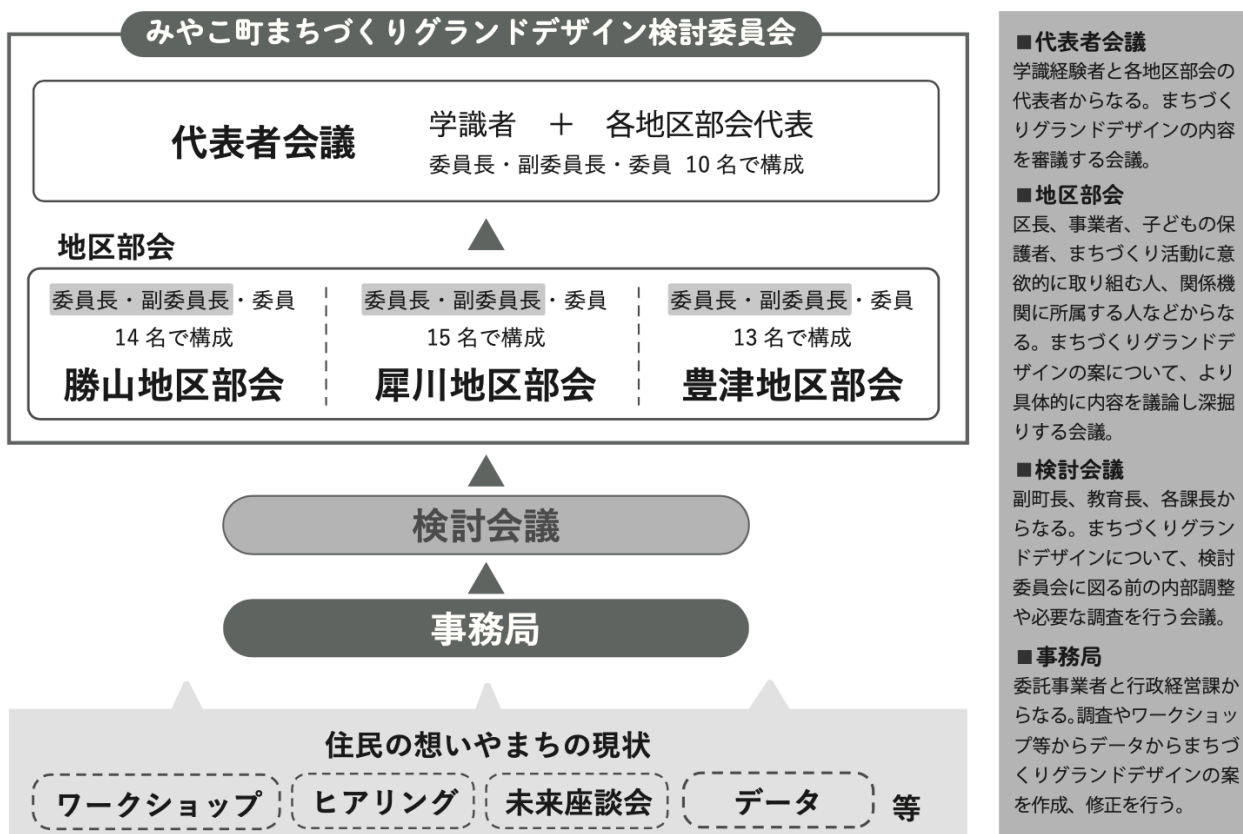 みやこ町まちづくりグランドデザイン検討委員会
代表者会議
学識者 + 各地区部会代表
委員長・副委員長・委員 10 名で構成
地区部会
委員長・副委員長・委員
14 名で構成
勝山地区部会
委員長・副委員長・委員
15 名で構成
犀川地区部会
委員長・副委員長・委員
13 名で構成
豊津地区部会
検討会議
事務局
住民の想いやまちの現状
ワークショップ
ヒアリング
未来座談会
データ
等
■代表者会議
学識経験者と各地区部会の
代表者からなる。まちづく
りグランドデザインの内容
を審議する会議。
■地区部会
区長、事業者、子どもの保
護者、まちづくり活動に意
欲的に取り組む人、関係機
関に所属する人などからな
る。まちづくりグランドデ
ザインの案について、より
具体的に内容を議論し深掘
りする会議。
■検討会議
副町長、教育長、各課長か
らなる。まちづくりグラン
ドデザインについて、検討
委員会に図る前の内部調整
や必要な調査を行う会議。
■事務局
委託事業者と行政経営課か
らなる。調査やワークショッ
プ等からデータからまちづ
くりグランドデザインの案
を作成、修正を行う。